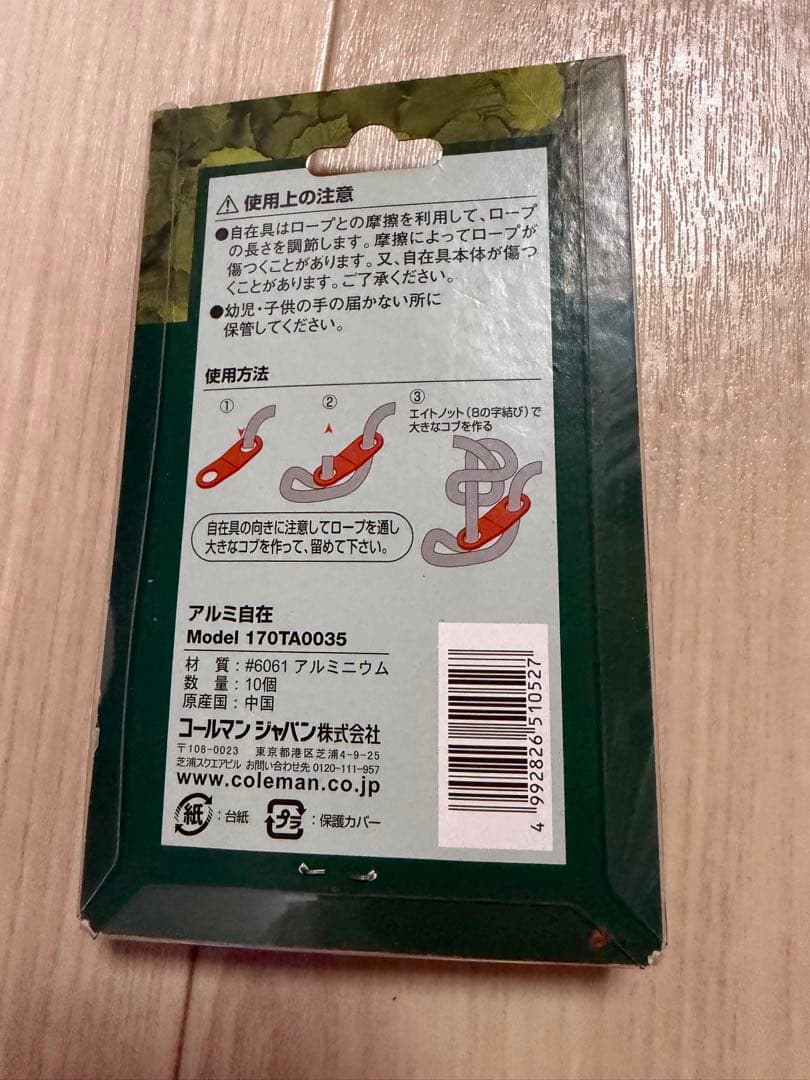 使用上の注意
●自在具はロープとの摩擦を利用して、ロープ
の長さを調節します。摩擦によってロープが
傷つくことがあります。又、自在具本体が傷つ
くことがあります。ご了承ください。
●幼児・子供の手の届かない所に
保管してください。
使用方法
①
②
③
エイトノット(8の字結び)で
大きなコブを作る
自在具の向きに注意してロープを通し
大きなコブを作って、留めて下さい。
アルミ自在
Model 170TA0035
材　質：#6061 アルミニウム
数　量：10個
原産国：中国
コールマン ジャパン株式会社
〒108-0023 東京都港区芝浦4-9-25
芝浦スクエアビル お問い合わせ先 0120-111-957
www.coleman.co.jp
紙：台紙
プラ：保護カバー
4 992826 510527